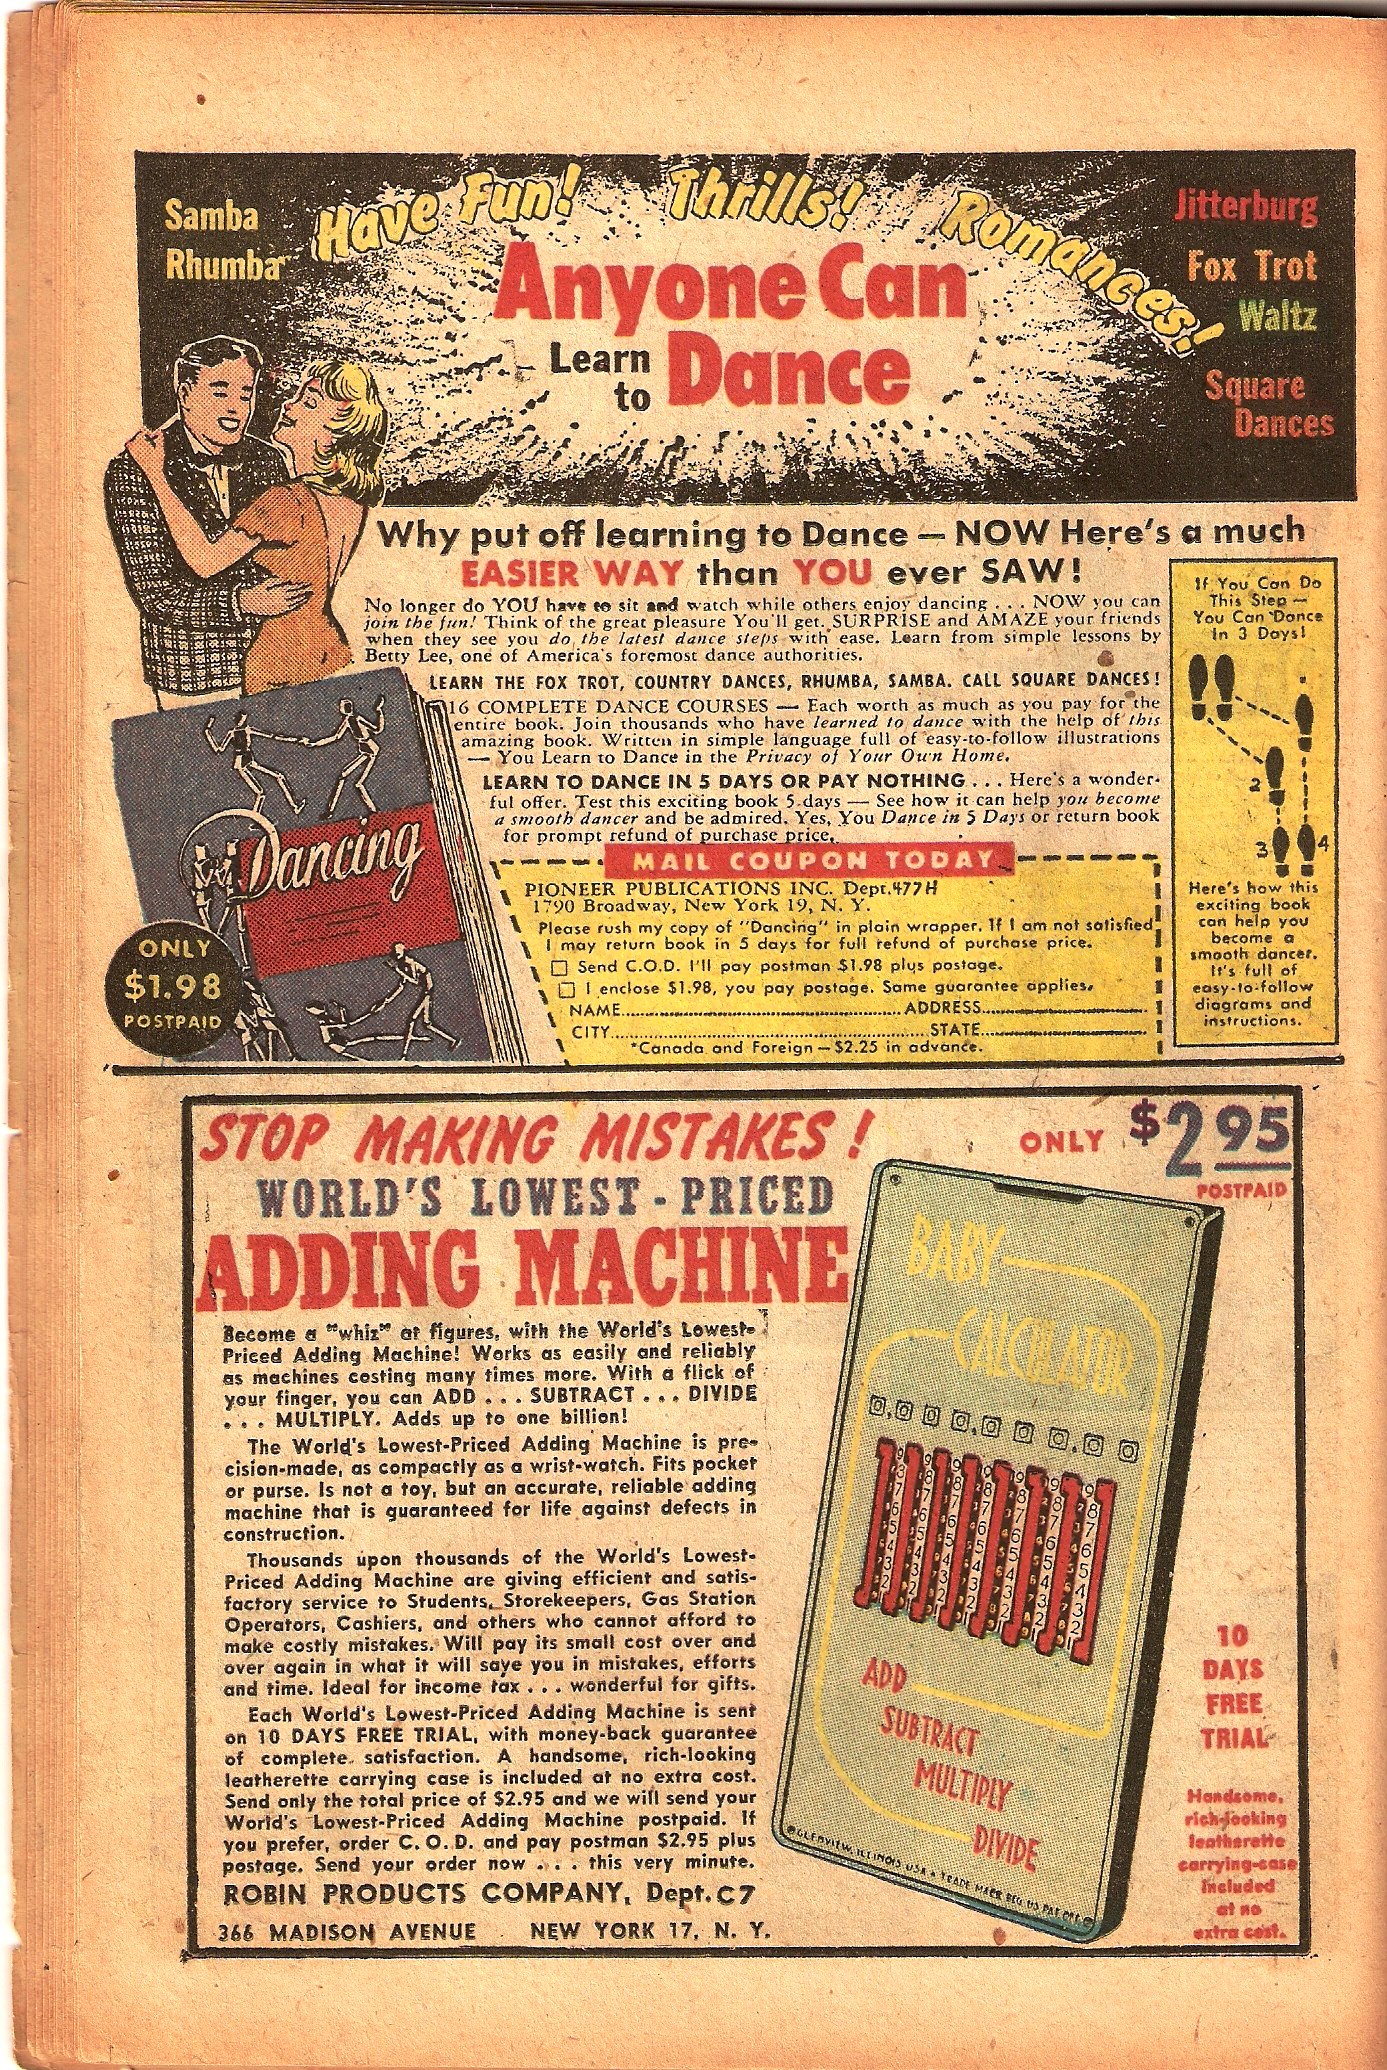 Samba
Rhumba
Have Fun! Thrills! Romances!
Anyone Can
Learn
to
Dance
Jitterburg
Fox Trot
Waltz
Square
Dances
Why put off learning to Dance — NOW Here's a much
EASIER WAY than YOU ever SAW!
No longer do YOU have to sit and watch while others enjoy dancing . . . NOW you can
join the fun! Think of the great pleasure You'll get. SURPRISE and AMAZE your friends
when they see you do the latest dance steps with ease. Learn from simple lessons by
Betty Lee, one of America's foremost dance authorities.
LEARN THE FOX TROT, COUNTRY DANCES, RHUMBA, SAMBA. CALL SQUARE DANCES!
16 COMPLETE DANCE COURSES — Each worth as much as you pay for the
entire book. Join thousands who have learned to dance with the help of this
amazing book. Written in simple language full of easy-to-follow illustrations
— You Learn to Dance in the Privacy of Your Own Home.
LEARN TO DANCE IN 5 DAYS OR PAY NOTHING . . . Here's a wonder-
ful offer. Test this exciting book 5 days — See how it can help you become
a smooth dancer and be admired. Yes, You Dance in 5 Days or return book
for prompt refund of purchase price.
Dancing
ONLY
$1.98
POSTPAID
MAIL COUPON TODAY
PIONEER PUBLICATIONS INC. Dept.477H
1790 Broadway, New York 19, N. Y.
Please rush my copy of "Dancing" in plain wrapper. If I am not satisfied
I may return book in 5 days for full refund of purchase price.
Send C.O.D. I'll pay postman $1.98 plus postage.
I enclose $1.98, you pay postage. Same guarantee applies.
NAME ADDRESS
CITY STATE
*Canada and Foreign — $2.25 in advance.
If You Can Do
This Step —
You Can Dance
In 3 Days!
1
2
3 4
Here's how this
exciting book
can help you
become a
smooth dancer.
It's full of
easy-to-follow
diagrams and
instructions.
STOP MAKING MISTAKES!
WORLD'S LOWEST-PRICED
ADDING MACHINE
ONLY $2.95
POSTPAID
Become a "whiz" at figures, with the World's Lowest-
Priced Adding Machine! Works as easily and reliably
as machines costing many times more. With a flick of
your finger, you can ADD . . . SUBTRACT . . . DIVIDE
. . . MULTIPLY. Adds up to one billion!
The World's Lowest-Priced Adding Machine is pre-
cision-made, as compactly as a wrist-watch. Fits pocket
or purse. Is not a toy, but an accurate, reliable adding
machine that is guaranteed for life against defects in
construction.
Thousands upon thousands of the World's Lowest-
Priced Adding Machine are giving efficient and satis-
factory service to Students, Storekeepers, Gas Station
Operators, Cashiers, and others who cannot afford to
make costly mistakes. Will pay its small cost over and
over again in what it will save you in mistakes, efforts
and time. Ideal for income tax . . . wonderful for gifts.
Each World's Lowest-Priced Adding Machine is sent
on 10 DAYS FREE TRIAL, with money-back guarantee
of complete satisfaction. A handsome, rich-looking
leatherette carrying case is included at no extra cost.
Send only the total price of $2.95 and we will send your
World's Lowest-Priced Adding Machine postpaid. If
you prefer, order C.O.D. and pay postman $2.95 plus
postage. Send your order now . . . this very minute.
ROBIN PRODUCTS COMPANY, Dept. C7
366 MADISON AVENUE NEW YORK 17, N. Y.
BABY
CALCULATOR
ADD
SUBTRACT
MULTIPLY
DIVIDE
GLENVIEW, ILLINOIS USA TRADE MARK REG US PAT OFF
10
DAYS
FREE
TRIAL
Handsome,
rich-looking
leatherette
carrying-case
included
at no
extra cost.